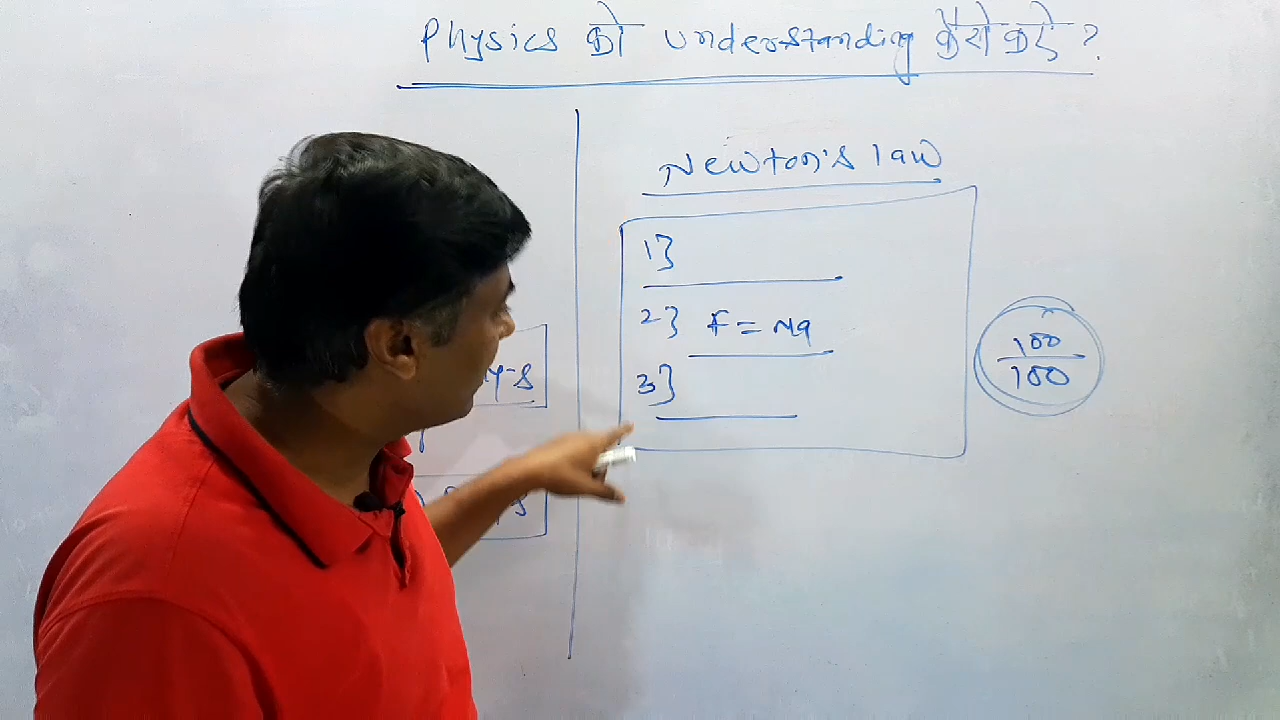 Physics को understanding कैसे करे ?
Newton's law
1}
2} F = Ma
3}
100
100